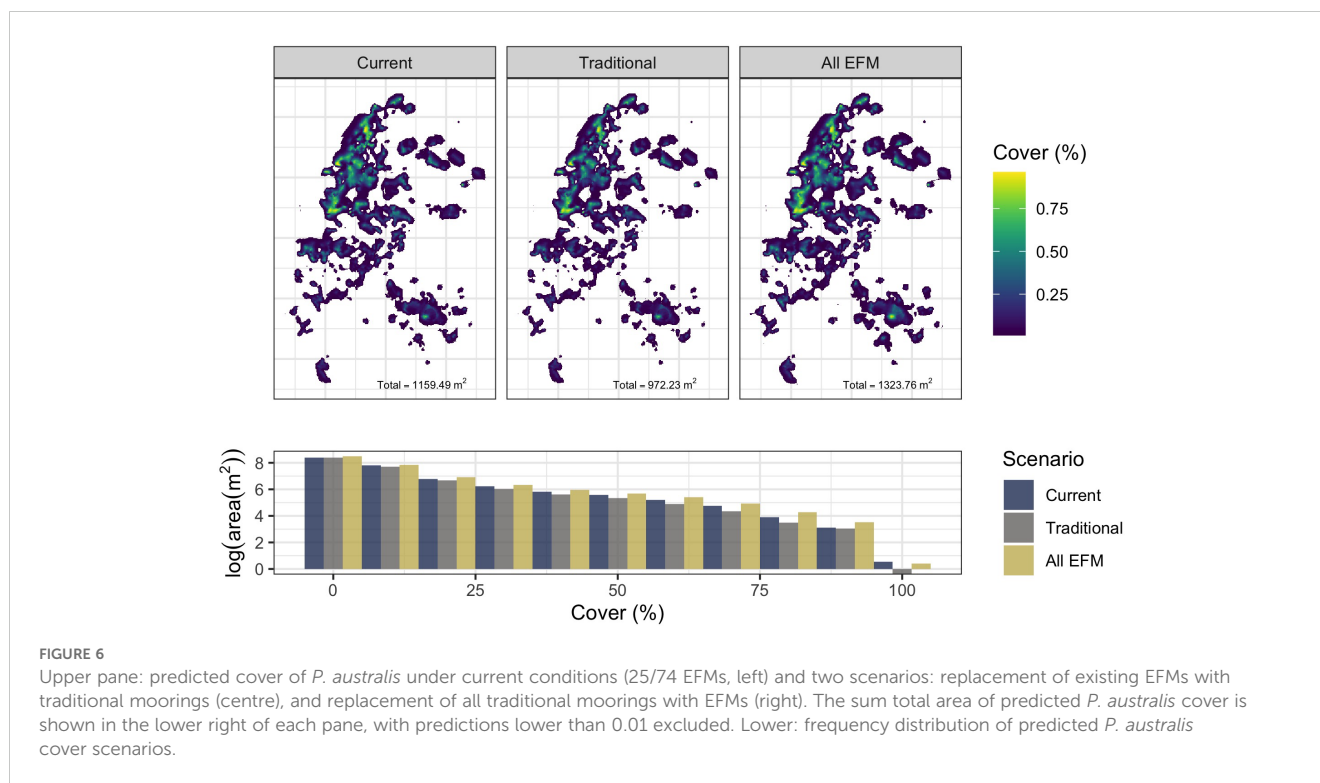 Current Traditional All EFM
Cover (%)
0.75
0.50
0.25
Total = 1159.49 m² Total = 972.23 m² Total = 1323.76 m²
log(area(m²))
8
6
4
2
0
0 25 50 75 100
Cover (%)
Scenario
Current
Traditional
All EFM
FIGURE 6
Upper pane: predicted cover of P. australis under current conditions (25/74 EFMs, left) and two scenarios: replacement of existing EFMs with
traditional moorings (centre), and replacement of all traditional moorings with EFMs (right). The sum total area of predicted P. australis cover is
shown in the lower right of each pane, with predictions lower than 0.01 excluded. Lower: frequency distribution of predicted P. australis
cover scenarios.